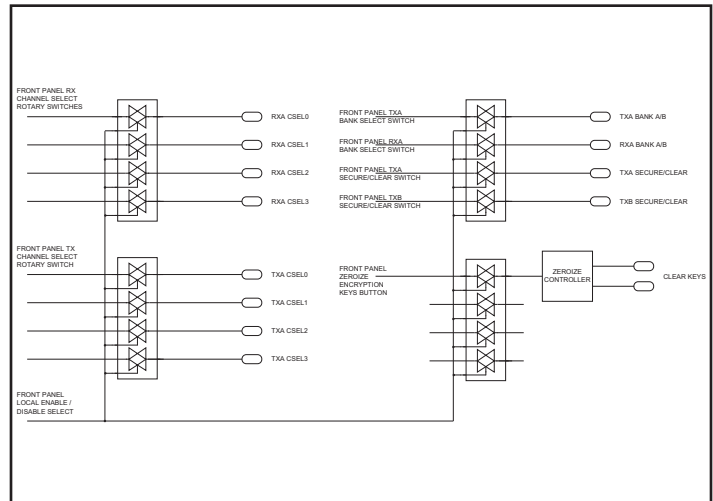 FRONT PANEL RX
CHANNEL SELECT
ROTARY SWITCHES
RXA CSEL0
RXA CSEL1
RXA CSEL2
RXA CSEL3
FRONT PANEL TX
CHANNEL SELECT
ROTARY SWITCH
TXA CSEL0
TXA CSEL1
TXA CSEL2
TXA CSEL3
FRONT PANEL
LOCAL ENABLE /
DISABLE SELECT
FRONT PANEL TXA
BANK SELECT SWITCH
TXA BANK A/B
FRONT PANEL RXA
BANK SELECT SWITCH
RXA BANK A/B
FRONT PANEL TXA
SECURE/CLEAR SWITCH
TXA SECURE/CLEAR
FRONT PANEL TXB
SECURE/CLEAR SWITCH
TXB SECURE/CLEAR
FRONT PANEL
ZEROIZE
ENCRYPTION
KEYS BUTTON
ZEROIZE
CONTROLLER
CLEAR KEYS